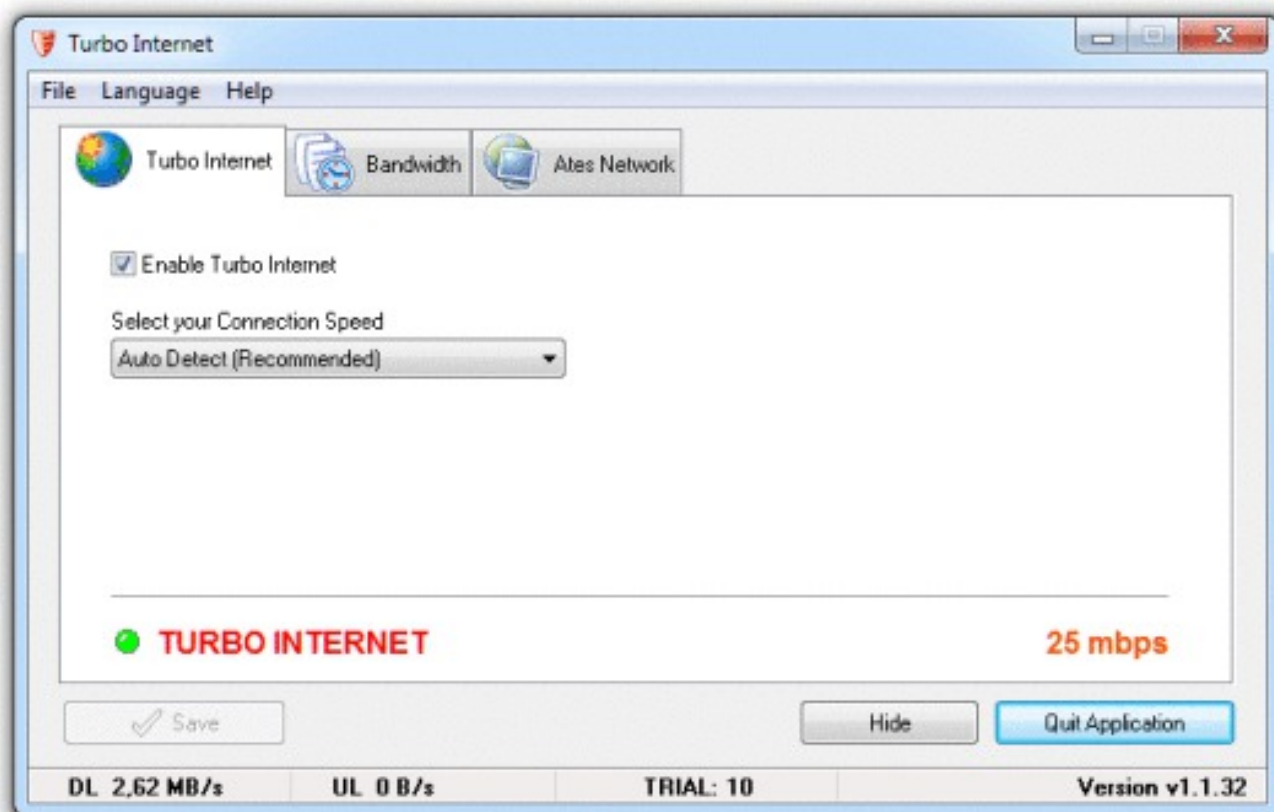 Turbo Internet
File Language Help
Turbo Internet Bandwidth Ates Network
Enable Turbo Internet
Select your Connection Speed
Auto Detect (Recommended)
TURBO INTERNET 25 mbps
Save Hide Quit Application
DL 2,62 MB/s UL 0 B/s TRIAL: 10 Version v1.1.32